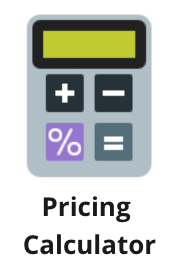 + −
% =
Pricing
Calculator